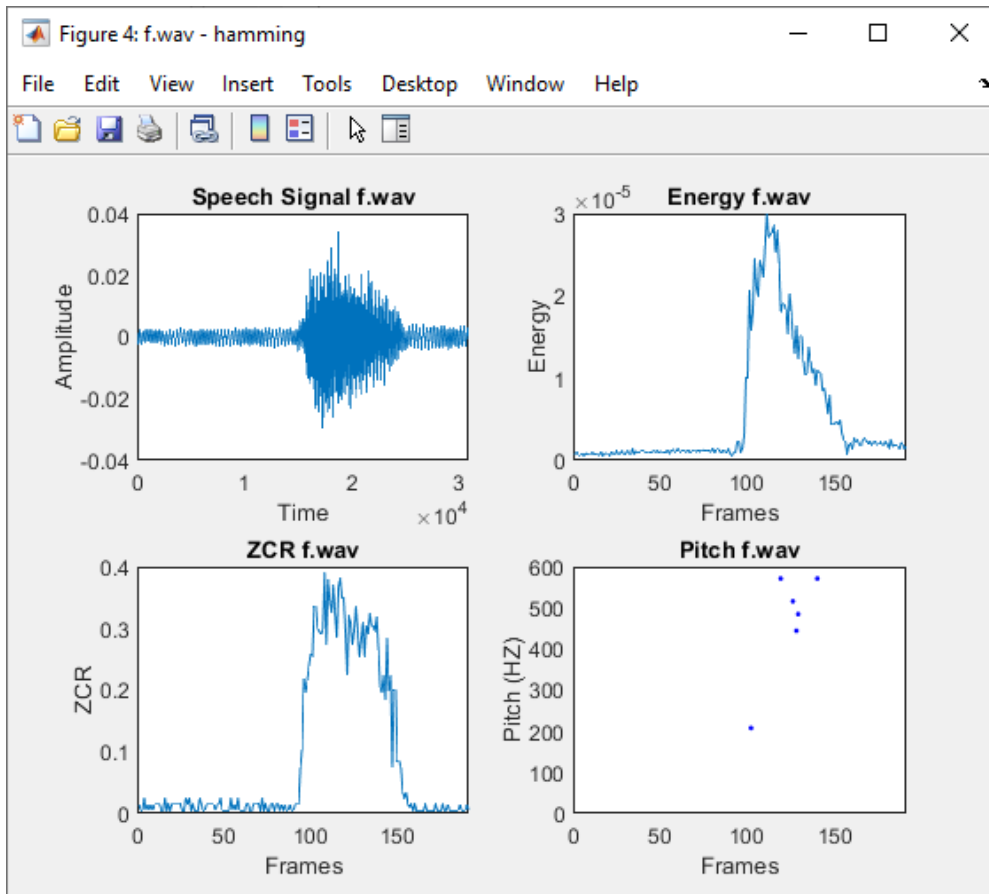 Figure 4: f.wav - hamming
File Edit View Insert Tools Desktop Window Help
Speech Signal f.wav
0.04
0.02
0
-0.02
-0.04
Amplitude
0 1 2 3
Time
×10^4
Energy f.wav
×10^-5
3
2
1
0
Energy
0 50 100 150
Frames
ZCR f.wav
0.4
0.3
0.2
0.1
0
ZCR
0 50 100 150
Frames
Pitch f.wav
600
500
400
300
200
100
0
Pitch (HZ)
0 50 100 150
Frames